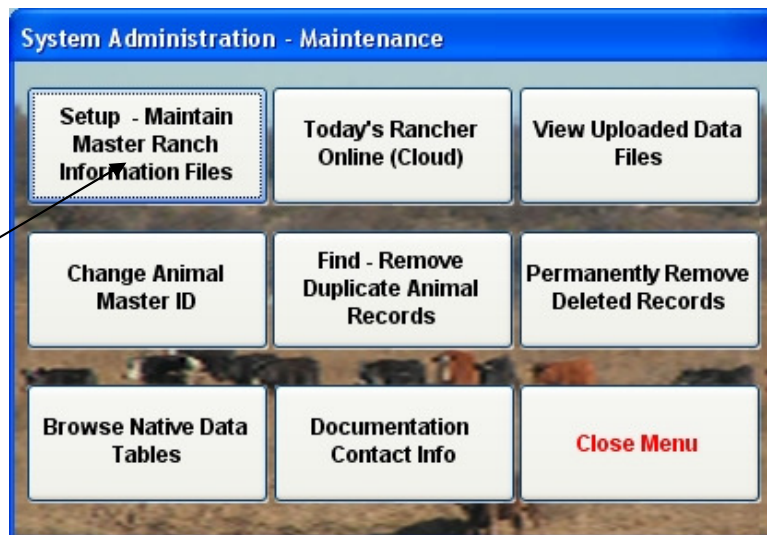 System Administration - Maintenance
Setup - Maintain
Master Ranch
Information Files
Today's Rancher
Online (Cloud)
View Uploaded Data
Files
Change Animal
Master ID
Find - Remove
Duplicate Animal
Records
Permanently Remove
Deleted Records
Browse Native Data
Tables
Documentation
Contact Info
Close Menu